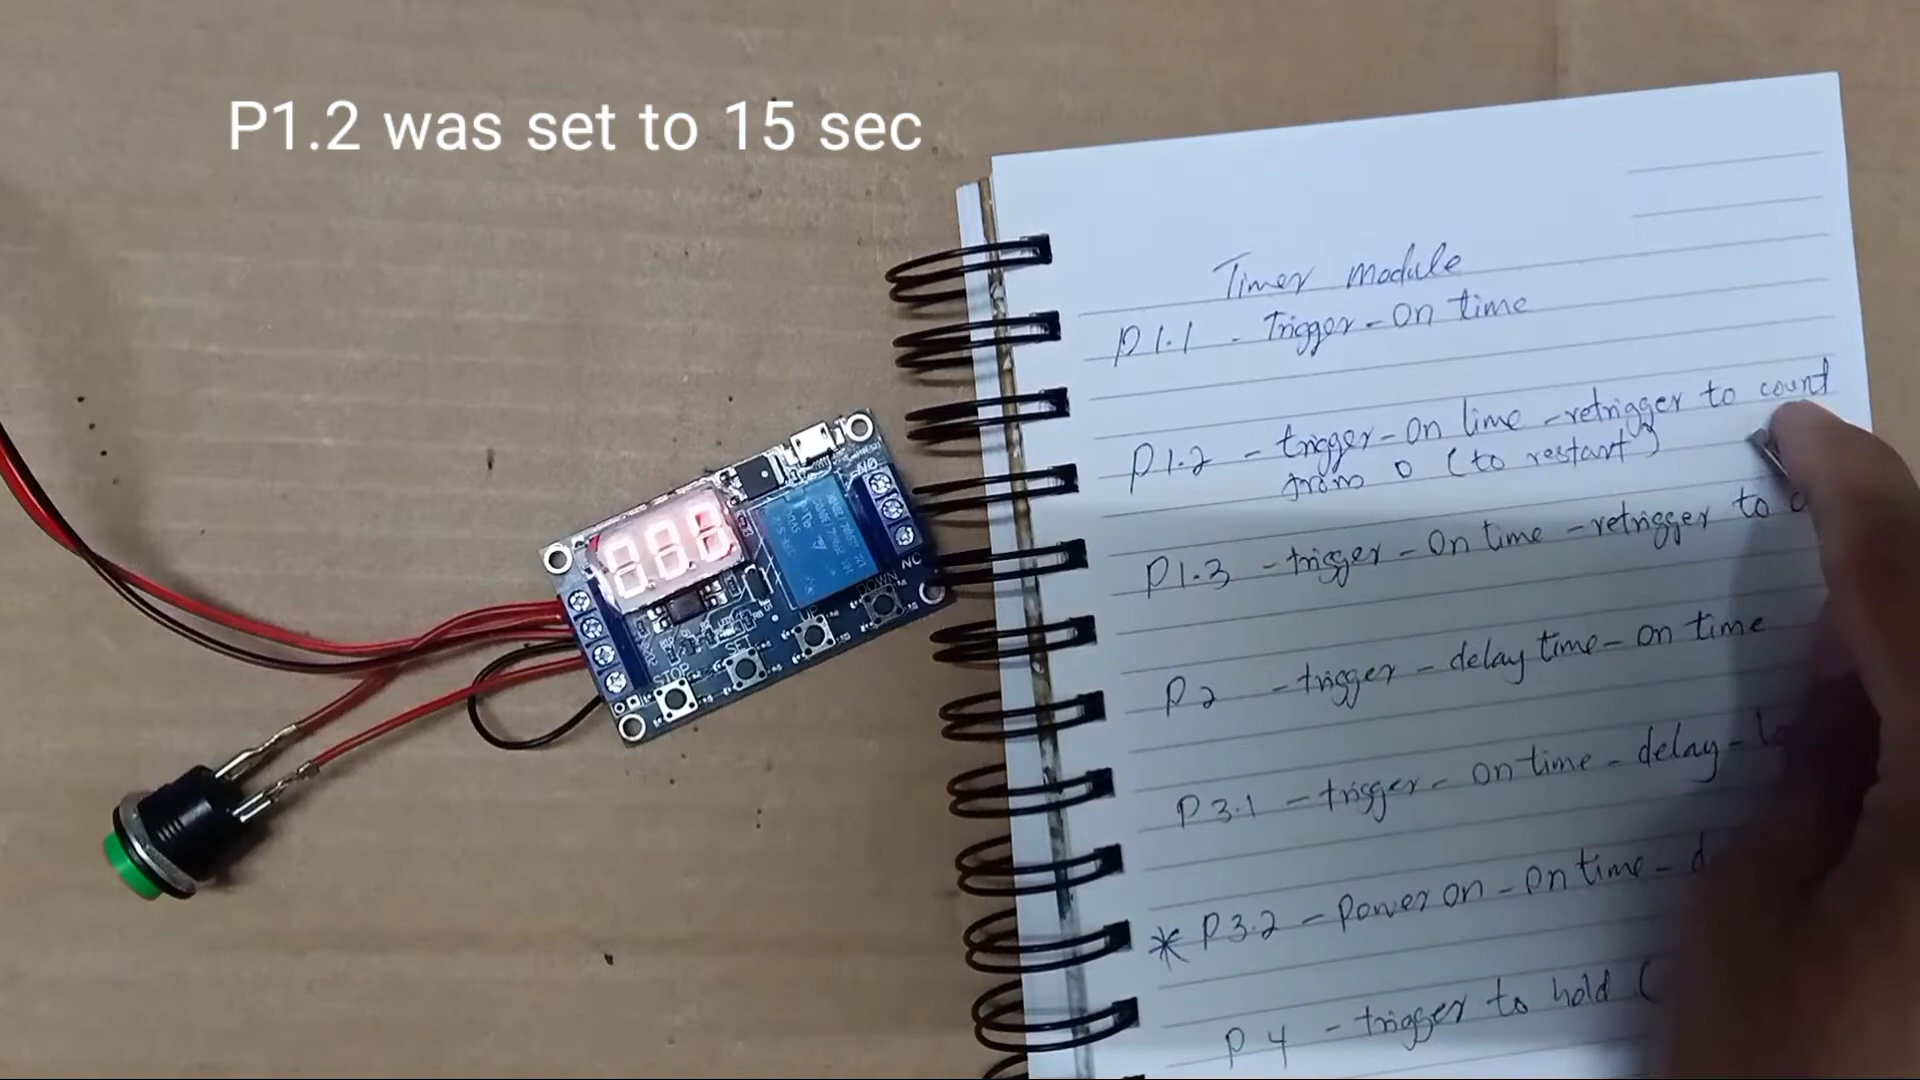 P1.2 was set to 15 sec
Timer module
P1.1 - Trigger - On time
P1.2 - trigger - On time - retrigger to count
from 0 (to restart)
P1.3 - trigger - On time - retrigger to
P2 - trigger - delay time - on time
P3.1 - trigger - on time - delay -
* P3.2 - Power on - On time -
P4 - trigger to hold (
NO
NC
DOWN
UP
SET
STOP